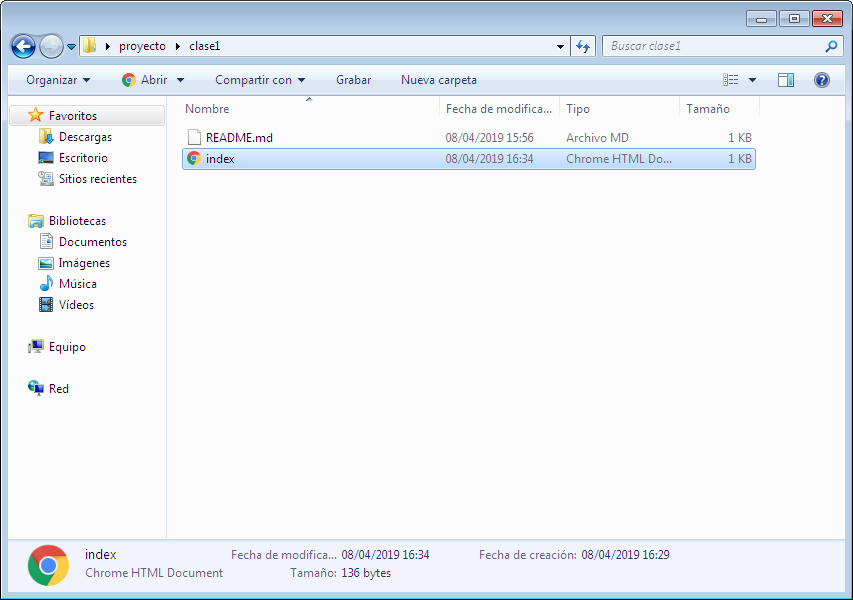 proyecto clase1 Buscar clase1
Organizar Abrir Compartir con Grabar Nueva carpeta
Favoritos
Descargas
Escritorio
Sitios recientes
Bibliotecas
Documentos
Imágenes
Música
Vídeos
Equipo
Red
Nombre Fecha de modifica... Tipo Tamaño
README.md 08/04/2019 15:56 Archivo MD 1 KB
index 08/04/2019 16:34 Chrome HTML Do... 1 KB
index Fecha de modifica... 08/04/2019 16:34 Fecha de creación: 08/04/2019 16:29
Chrome HTML Document Tamaño: 136 bytes